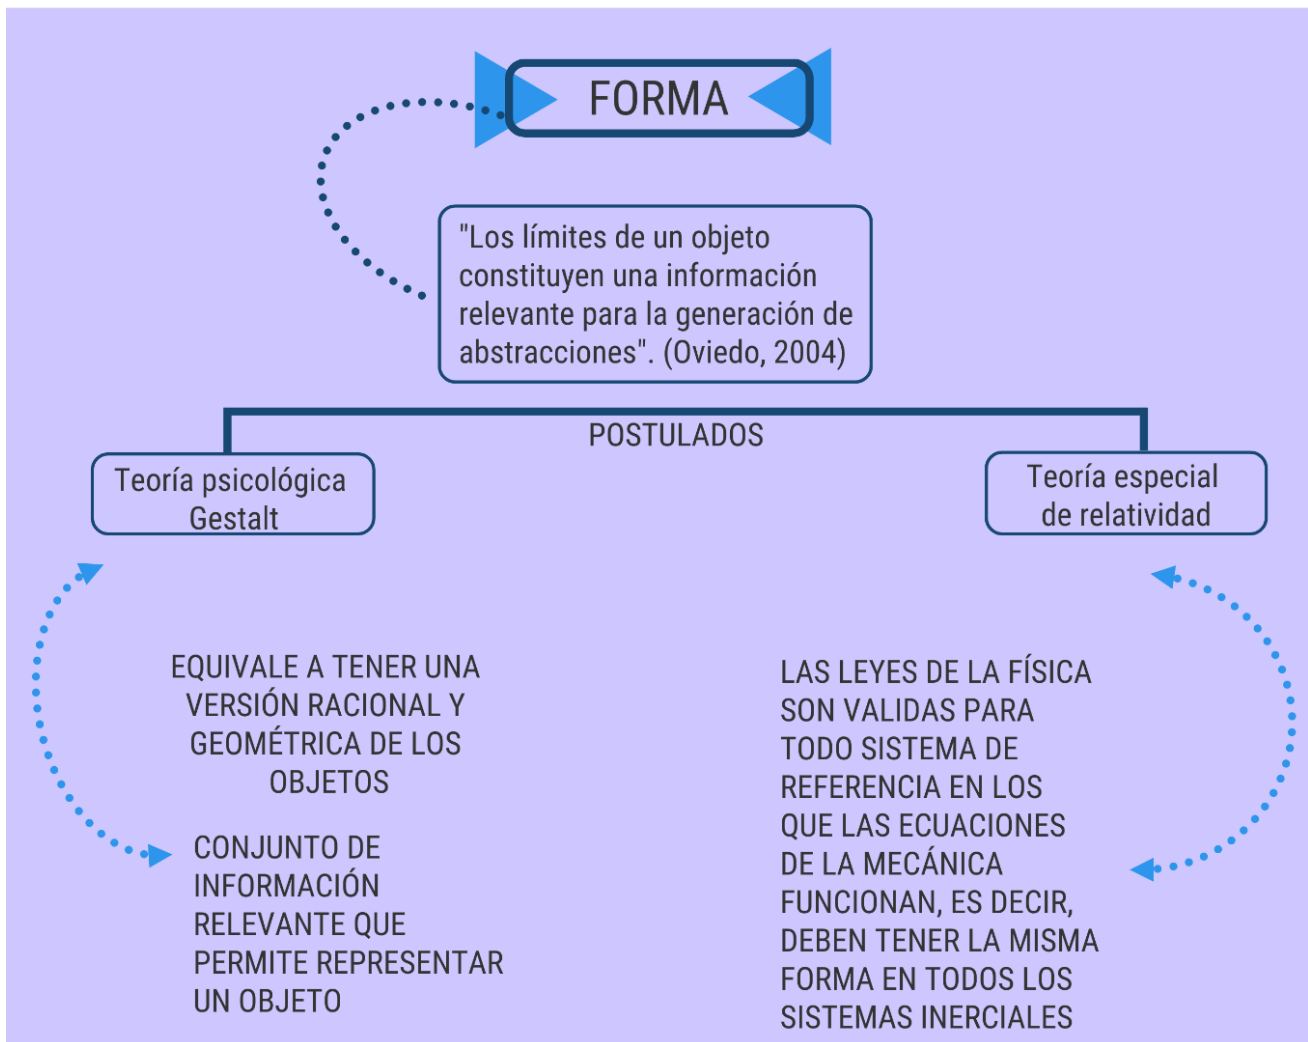 FORMA
"Los límites de un objeto
constituyen una información
relevante para la generación de
abstracciones". (Oviedo, 2004)
POSTULADOS
Teoría psicológica
Gestalt
Teoría especial
de relatividad
EQUIVALE A TENER UNA
VERSIÓN RACIONAL Y
GEOMÉTRICA DE LOS
OBJETOS
CONJUNTO DE
INFORMACIÓN
RELEVANTE QUE
PERMITE REPRESENTAR
UN OBJETO
LAS LEYES DE LA FÍSICA
SON VALIDAS PARA
TODO SISTEMA DE
REFERENCIA EN LOS
QUE LAS ECUACIONES
DE LA MECÁNICA
FUNCIONAN, ES DECIR,
DEBEN TENER LA MISMA
FORMA EN TODOS LOS
SISTEMAS INERCIALES